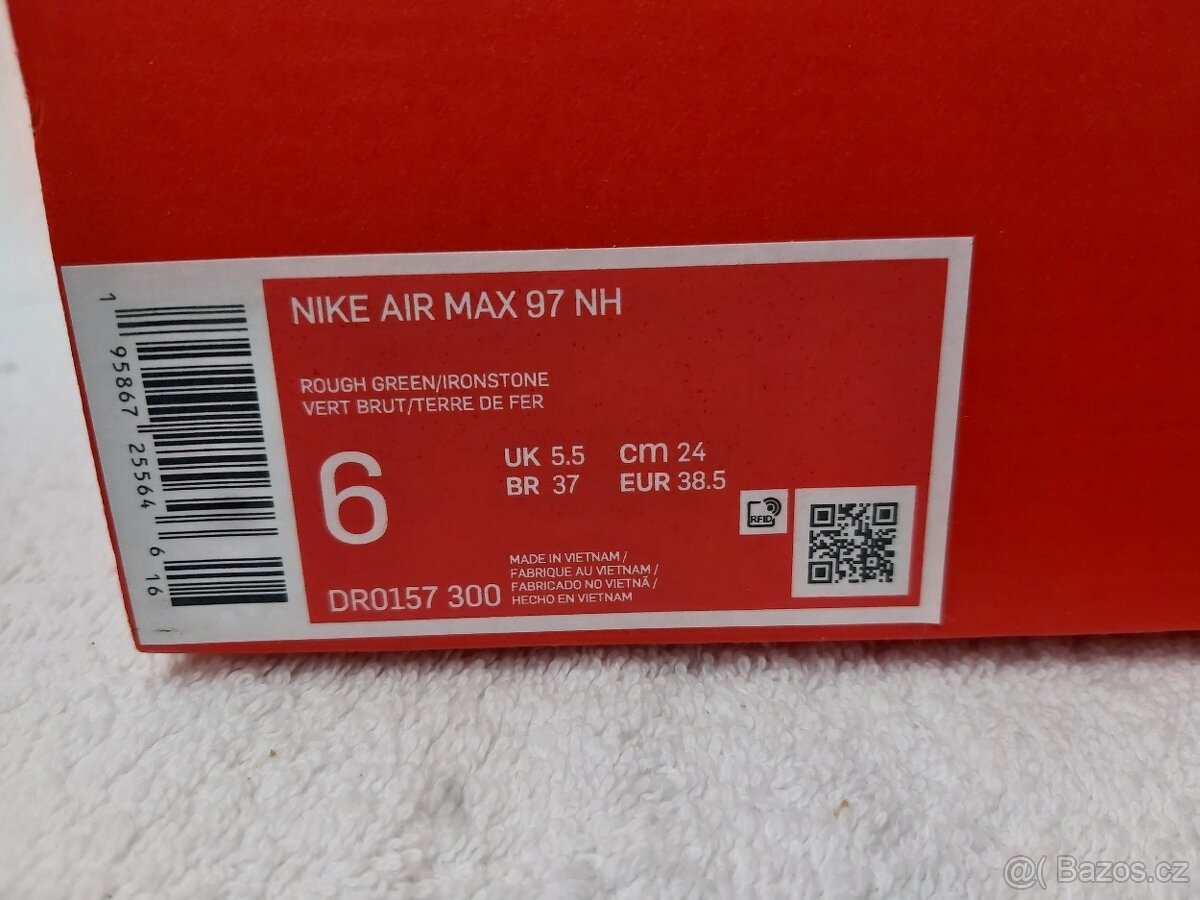 NIKE AIR MAX 97 NH
ROUGH GREEN/IRONSTONE
VERT BRUT/TERRE DE FER
6
UK 5.5 cm 24
BR 37 EUR 38.5
RFID
DR0157 300
MADE IN VIETNAM /
FABRIQUE AU VIETNAM /
FABRICADO NO VIETNÃ /
HECHO EN VIETNAM
1 95867 25564 6 16
@( Bazos.cz